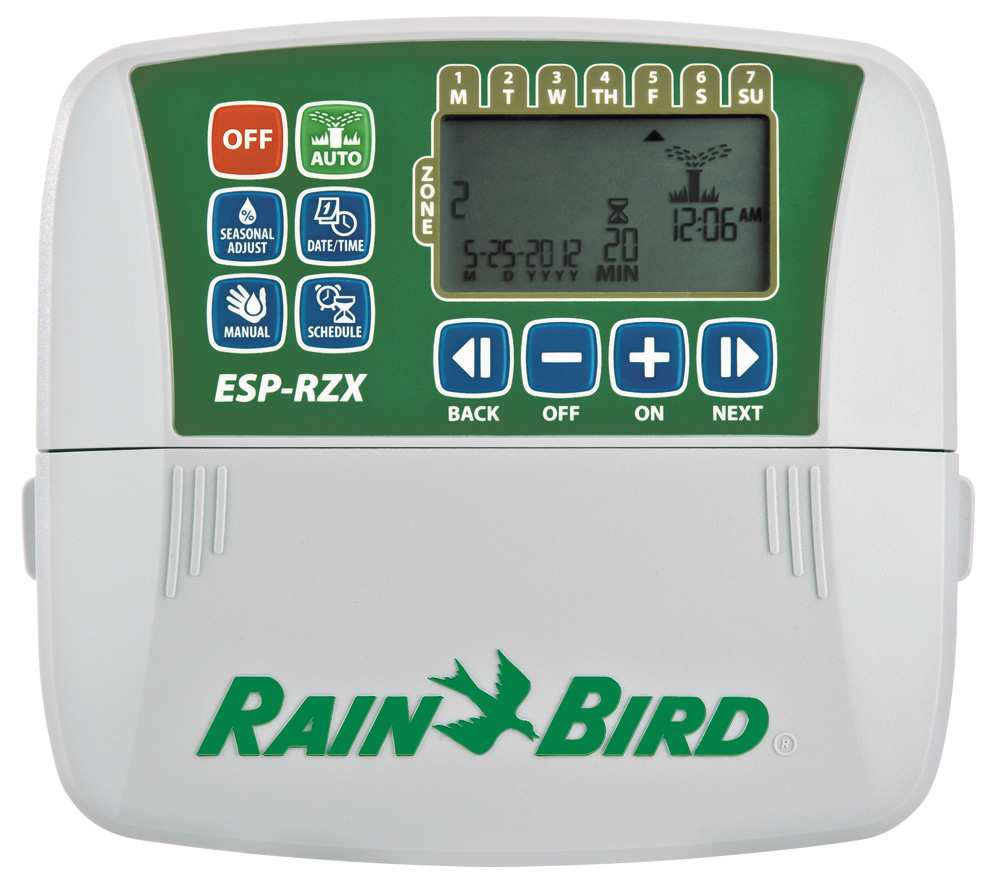 1 2 3 4 5 6 7
M T W TH F S SU
OFF
AUTO
SEASONAL
ADJUST
DATE/TIME
MANUAL
SCHEDULE
%
1
ESP-RZX
ZONE
2
5-25-2012
M D Y Y Y Y
20
MIN
12:06 AM
BACK OFF ON NEXT
RAIN BIRD
®